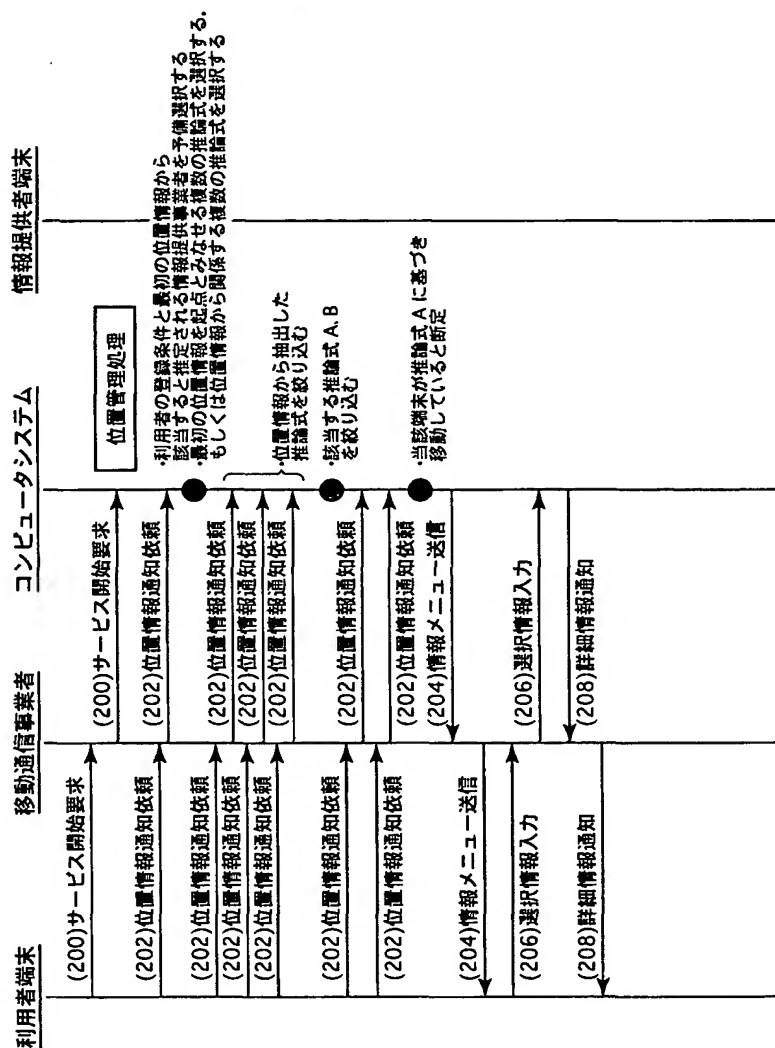 利用者端末
移動通信事業者
コンピュータシステム
情報提供者端末
位置管理処理
(200)サービス開始要求
(200)サービス開始要求
(202)位置情報通知依頼
(202)位置情報通知依頼
・利用者の登録条件と最初の位置情報から
該当すると推定される情報提供事業者を予備選択する
・最初の位置情報を起点とみなせる複数の推論式を選択する.
もしくは位置情報から関係する複数の推論式を選択する
(202)位置情報通知依頼
(202)位置情報通知依頼
(202)位置情報通知依頼
(202)位置情報通知依頼
(202)位置情報通知依頼
(202)位置情報通知依頼
・位置情報から抽出した
推論式を絞り込む
・該当する推論式 A、B
を絞り込む
(202)位置情報通知依頼
(202)位置情報通知依頼
(202)位置情報通知依頼
(202)位置情報通知依頼
・当該端末が推論式 A に基づき
移動していると断定
(204)情報メニュー送信
(204)情報メニュー送信
(206)選択情報入力
(206)選択情報入力
(208)詳細情報通知
(208)詳細情報通知